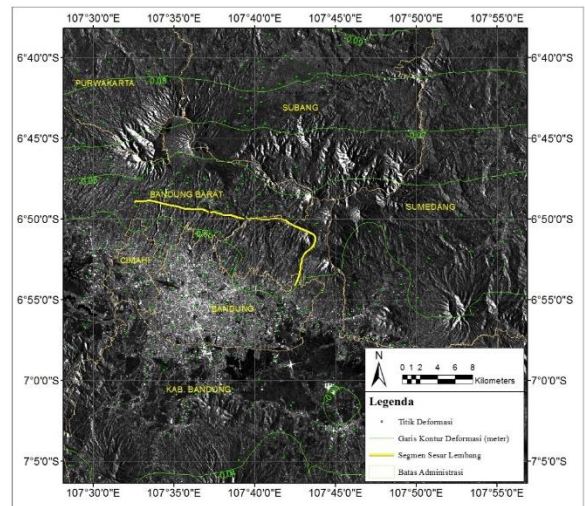 107°30'0"E 107°35'0"E 107°40'0"E 107°45'0"E 107°50'0"E 107°55'0"E
6°40'0"S 6°40'0"S
PURWAKARTA
SUBANG
6°45'0"S 6°45'0"S
BANDUNG BARAT
SUMEDANG
6°50'0"S 6°50'0"S
CIMAHI
6°55'0"S 6°55'0"S
BANDUNG
N
0 1 2 4 6 8
Kilometers
7°0'0"S 7°0'0"S
KAB. BANDUNG
Legenda
Titik Deformasi
Garis Kontur Deformasi (meter)
Segmen Sesar Lembang
Batas Administrasi
7°5'0"S 7°5'0"S
107°30'0"E 107°35'0"E 107°40'0"E 107°45'0"E 107°50'0"E 107°55'0"E